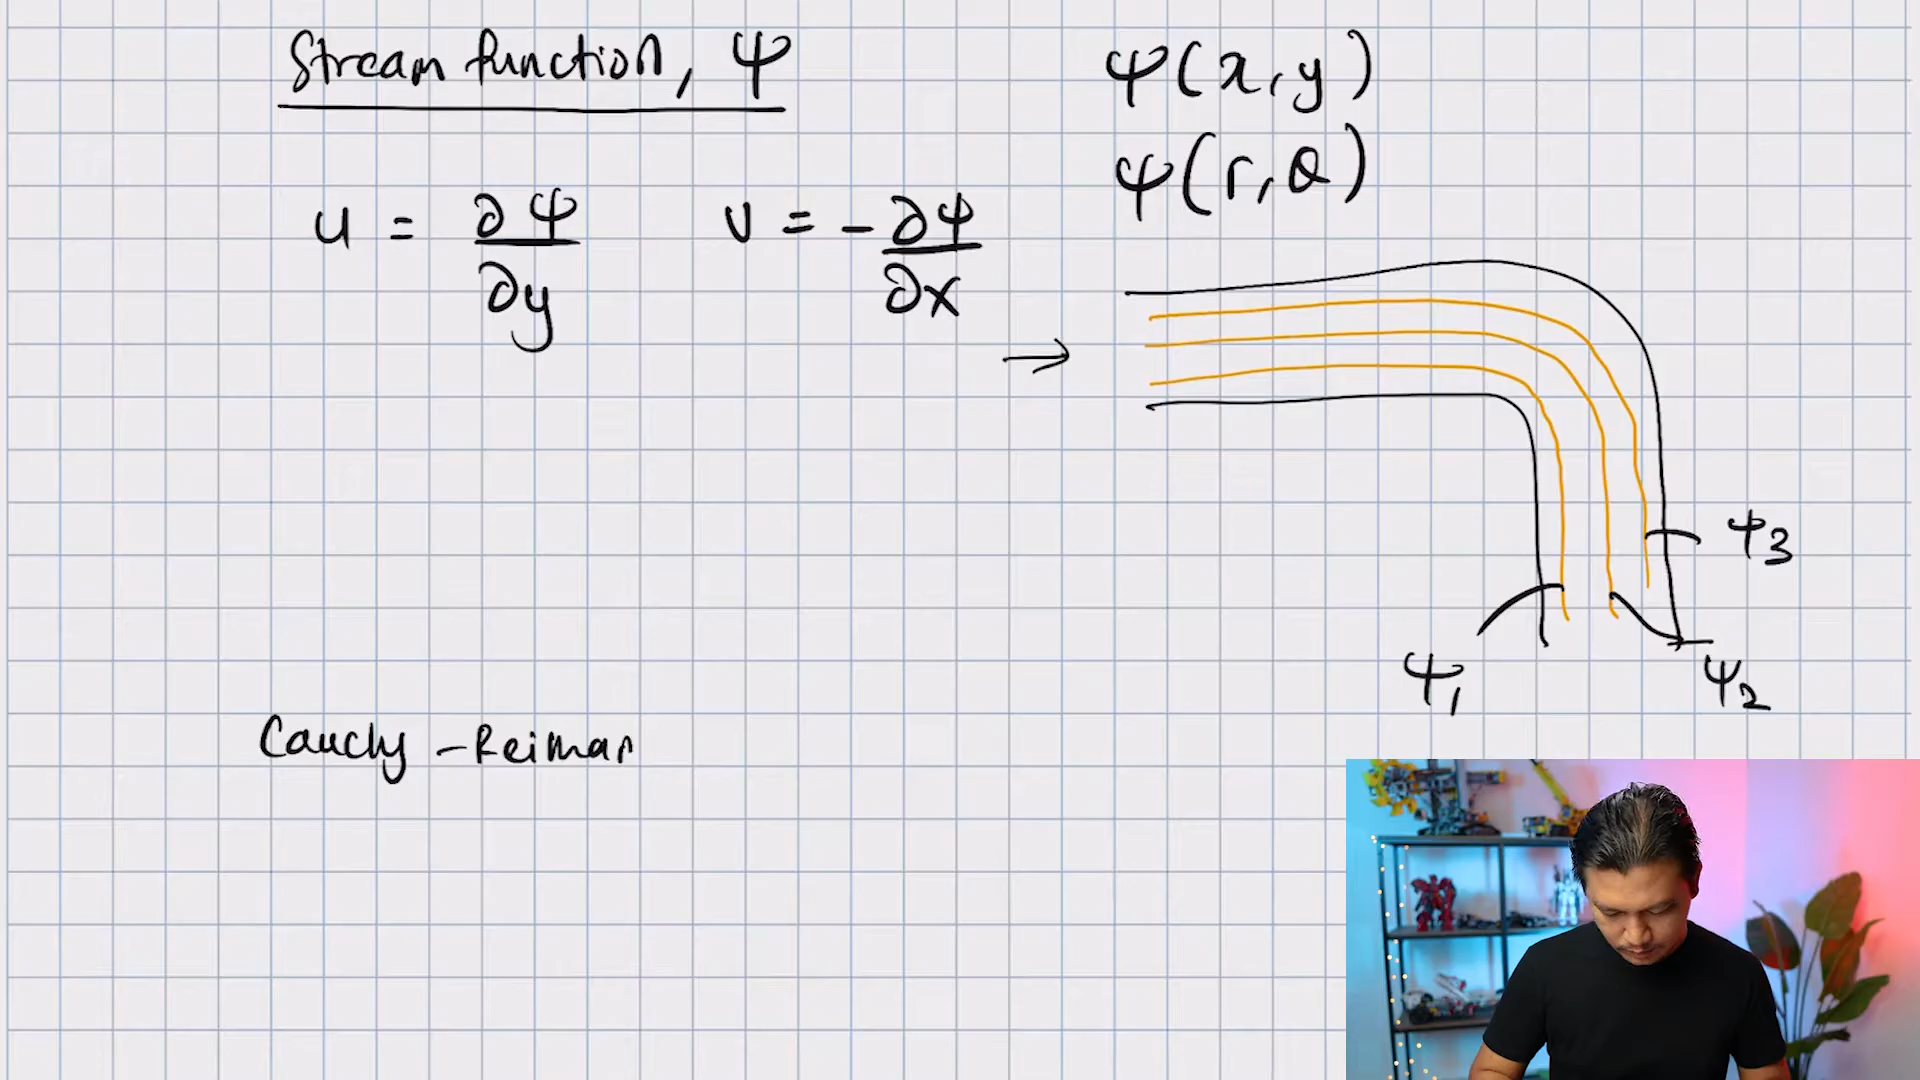 Stream function, ψ
ψ(x,y)
ψ(r,θ)
u = ∂ψ/∂y
v = -∂ψ/∂x
→
ψ3
ψ1
ψ2
Cauchy - Reiman